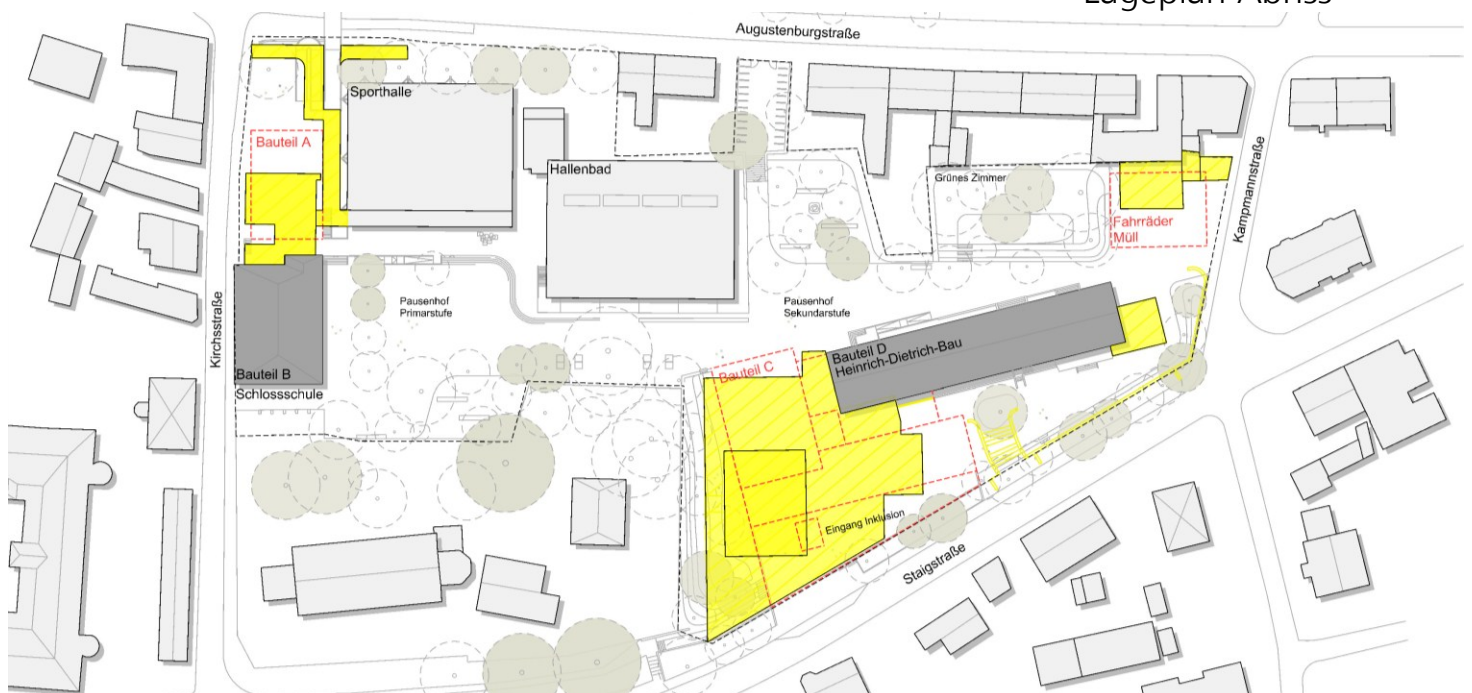 Lageplan Abriss
Augustenburgstraße
Sporthalle
Bauteil A
Hallenbad
Grünes Zimmer
Fahrräder
Müll
Kampmannstraße
Kirchsstraße
Pausenhof
Primarstufe
Pausenhof
Sekundarstufe
Bauteil B
Schlossschule
Bauteil C
Bauteil D
Heinrich-Dietrich-Bau
Eingang Inklusion
Staigstraße